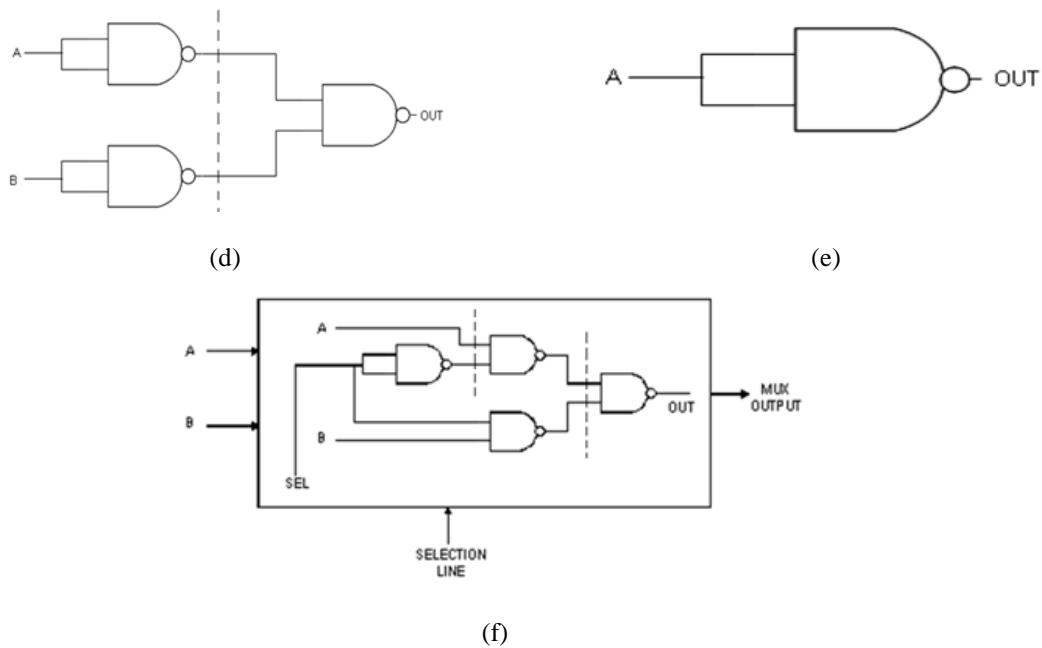 A
B
OUT
(d)
A
OUT
(e)
A
B
A
B
SEL
OUT
MUX
OUTPUT
SELECTION
LINE
(f)